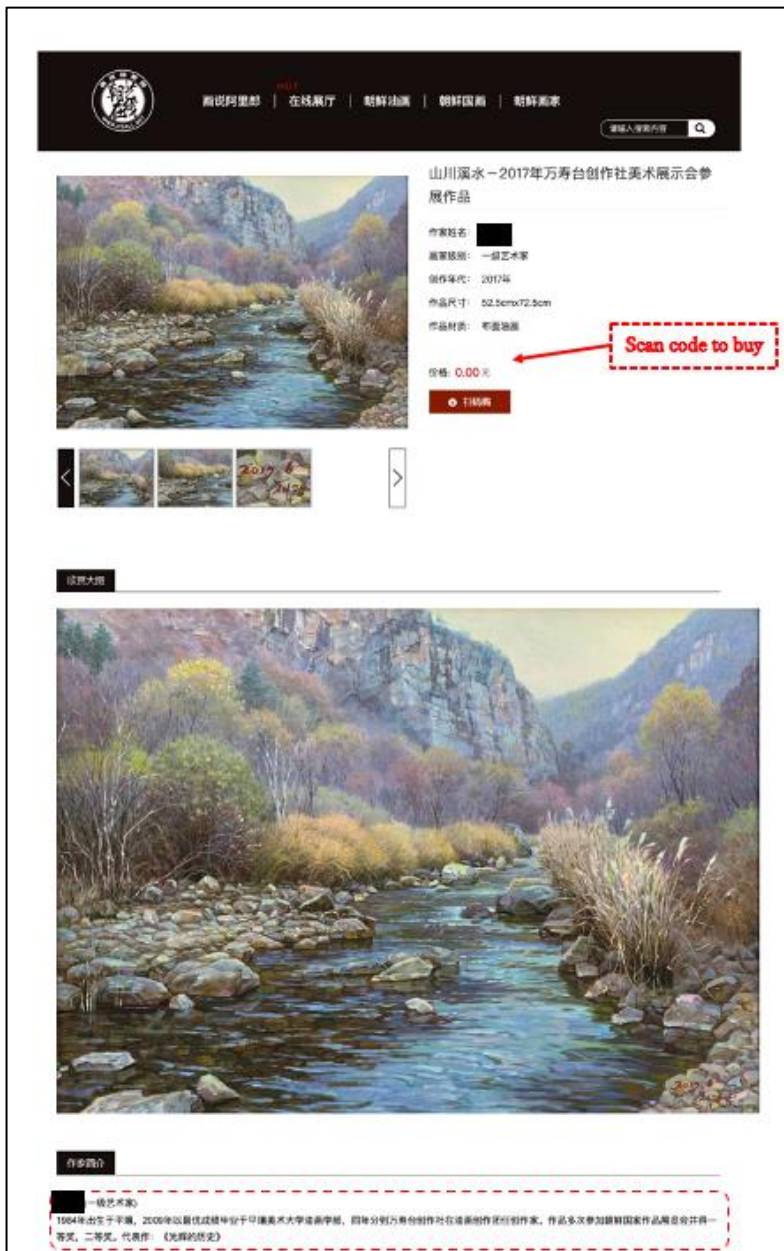 HOT
画说阿里郎 | 在线展厅 | 朝鲜油画 | 朝鲜国画 | 朝鲜画家
请输入搜索内容
山川溪水－2017年万寿台创作社美术展示会参
展作品
作家姓名：
画家级别： 一级艺术家
创作年代： 2017年
作品尺寸： 52.5cmx72.5cm
作品材质： 布面油画
Scan code to buy
价格: 0.00元
扫码购
2017 6
欣赏大图
2017
作家简介
(一级艺术家)
1984年出生于平壤，2009年以最优成绩毕业于平壤美术大学油画学部，同年分到万寿台创作社在油画创作团任创作家，作品多次参加朝鲜国家作品展览会并得一
等奖，二等奖。代表作：《光辉的历史》